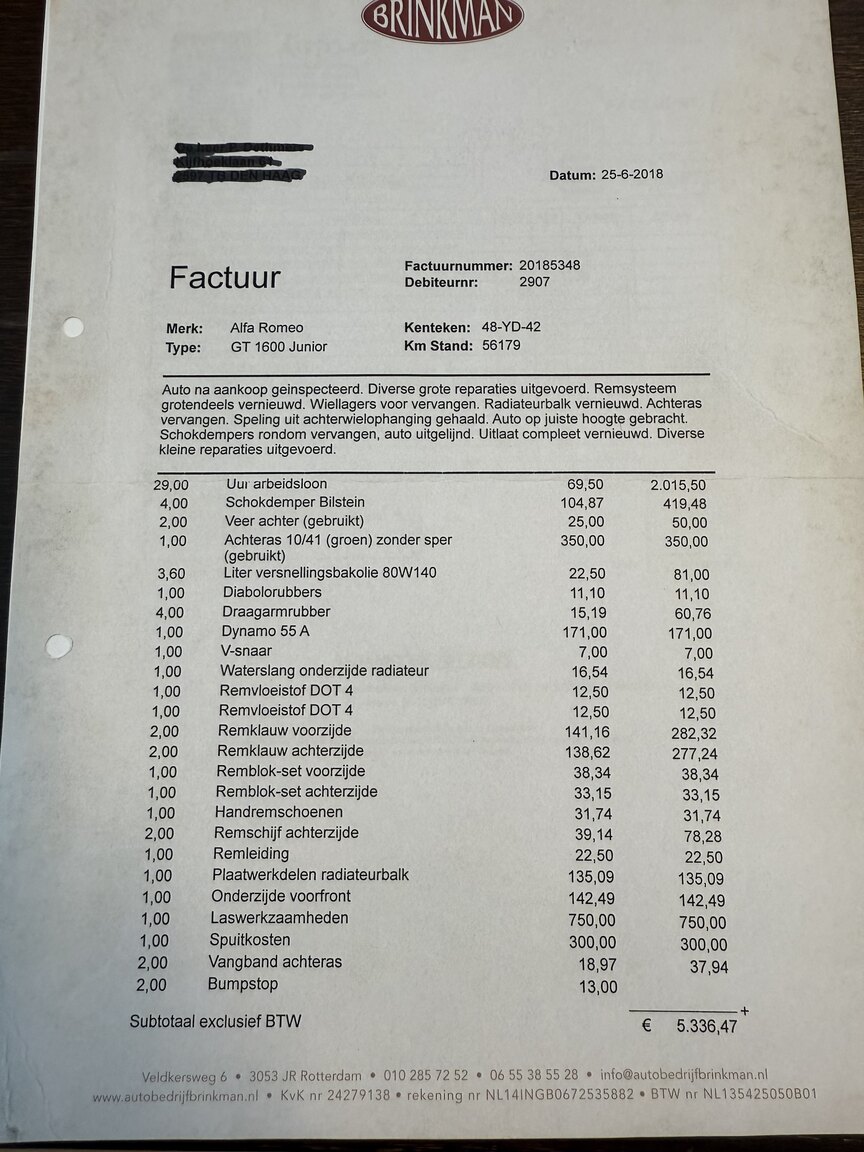 BRINKMAN
DEN HAAG
Datum: 25-6-2018
Factuur
Factuurnummer: 20185348
Debiteurnr: 2907
Merk: Alfa Romeo Kenteken: 48-YD-42
Type: GT 1600 Junior Km Stand: 56179
Auto na aankoop geinspecteerd. Diverse grote reparaties uitgevoerd. Remsysteem
grotendeels vernieuwd. Wiellagers voor vervangen. Radiateurbalk vernieuwd. Achteras
vervangen. Speling uit achterwielophanging gehaald. Auto op juiste hoogte gebracht.
Schokdempers rondom vervangen, auto uitgelijnd. Uitlaat compleet vernieuwd. Diverse
kleine reparaties uitgevoerd.
29,00 Uur arbeidsloon 69,50 2.015,50
4,00 Schokdemper Bilstein 104,87 419,48
2,00 Veer achter (gebruikt) 25,00 50,00
1,00 Achteras 10/41 (groen) zonder sper 350,00 350,00
(gebruikt)
3,60 Liter versnellingsbakolie 80W140 22,50 81,00
1,00 Diabolorubbers 11,10 11,10
4,00 Draagarmrubber 15,19 60,76
1,00 Dynamo 55 A 171,00 171,00
1,00 V-snaar 7,00 7,00
1,00 Waterslang onderzijde radiateur 16,54 16,54
1,00 Remvloeistof DOT 4 12,50 12,50
1,00 Remvloeistof DOT 4 12,50 12,50
2,00 Remklauw voorzijde 141,16 282,32
2,00 Remklauw achterzijde 138,62 277,24
1,00 Remblok-set voorzijde 38,34 38,34
1,00 Remblok-set achterzijde 33,15 33,15
1,00 Handremschoenen 31,74 31,74
2,00 Remschijf achterzijde 39,14 78,28
1,00 Remleiding 22,50 22,50
1,00 Plaatwerkdelen radiateurbalk 135,09 135,09
1,00 Onderzijde voorfront 142,49 142,49
1,00 Laswerkzaamheden 750,00 750,00
1,00 Spuitkosten 300,00 300,00
2,00 Vangband achteras 18,97 37,94
2,00 Bumpstop 13,00
+
Subtotaal exclusief BTW € 5.336,47
Veldkersweg 6 • 3053 JR Rotterdam • 010 285 72 52 • 06 55 38 55 28 • info@autobedrijfbrinkman.nl
www.autobedrijfbrinkman.nl • KvK nr 24279138 • rekening nr NL14INGB0672535882 • BTW nr NL135425050B01